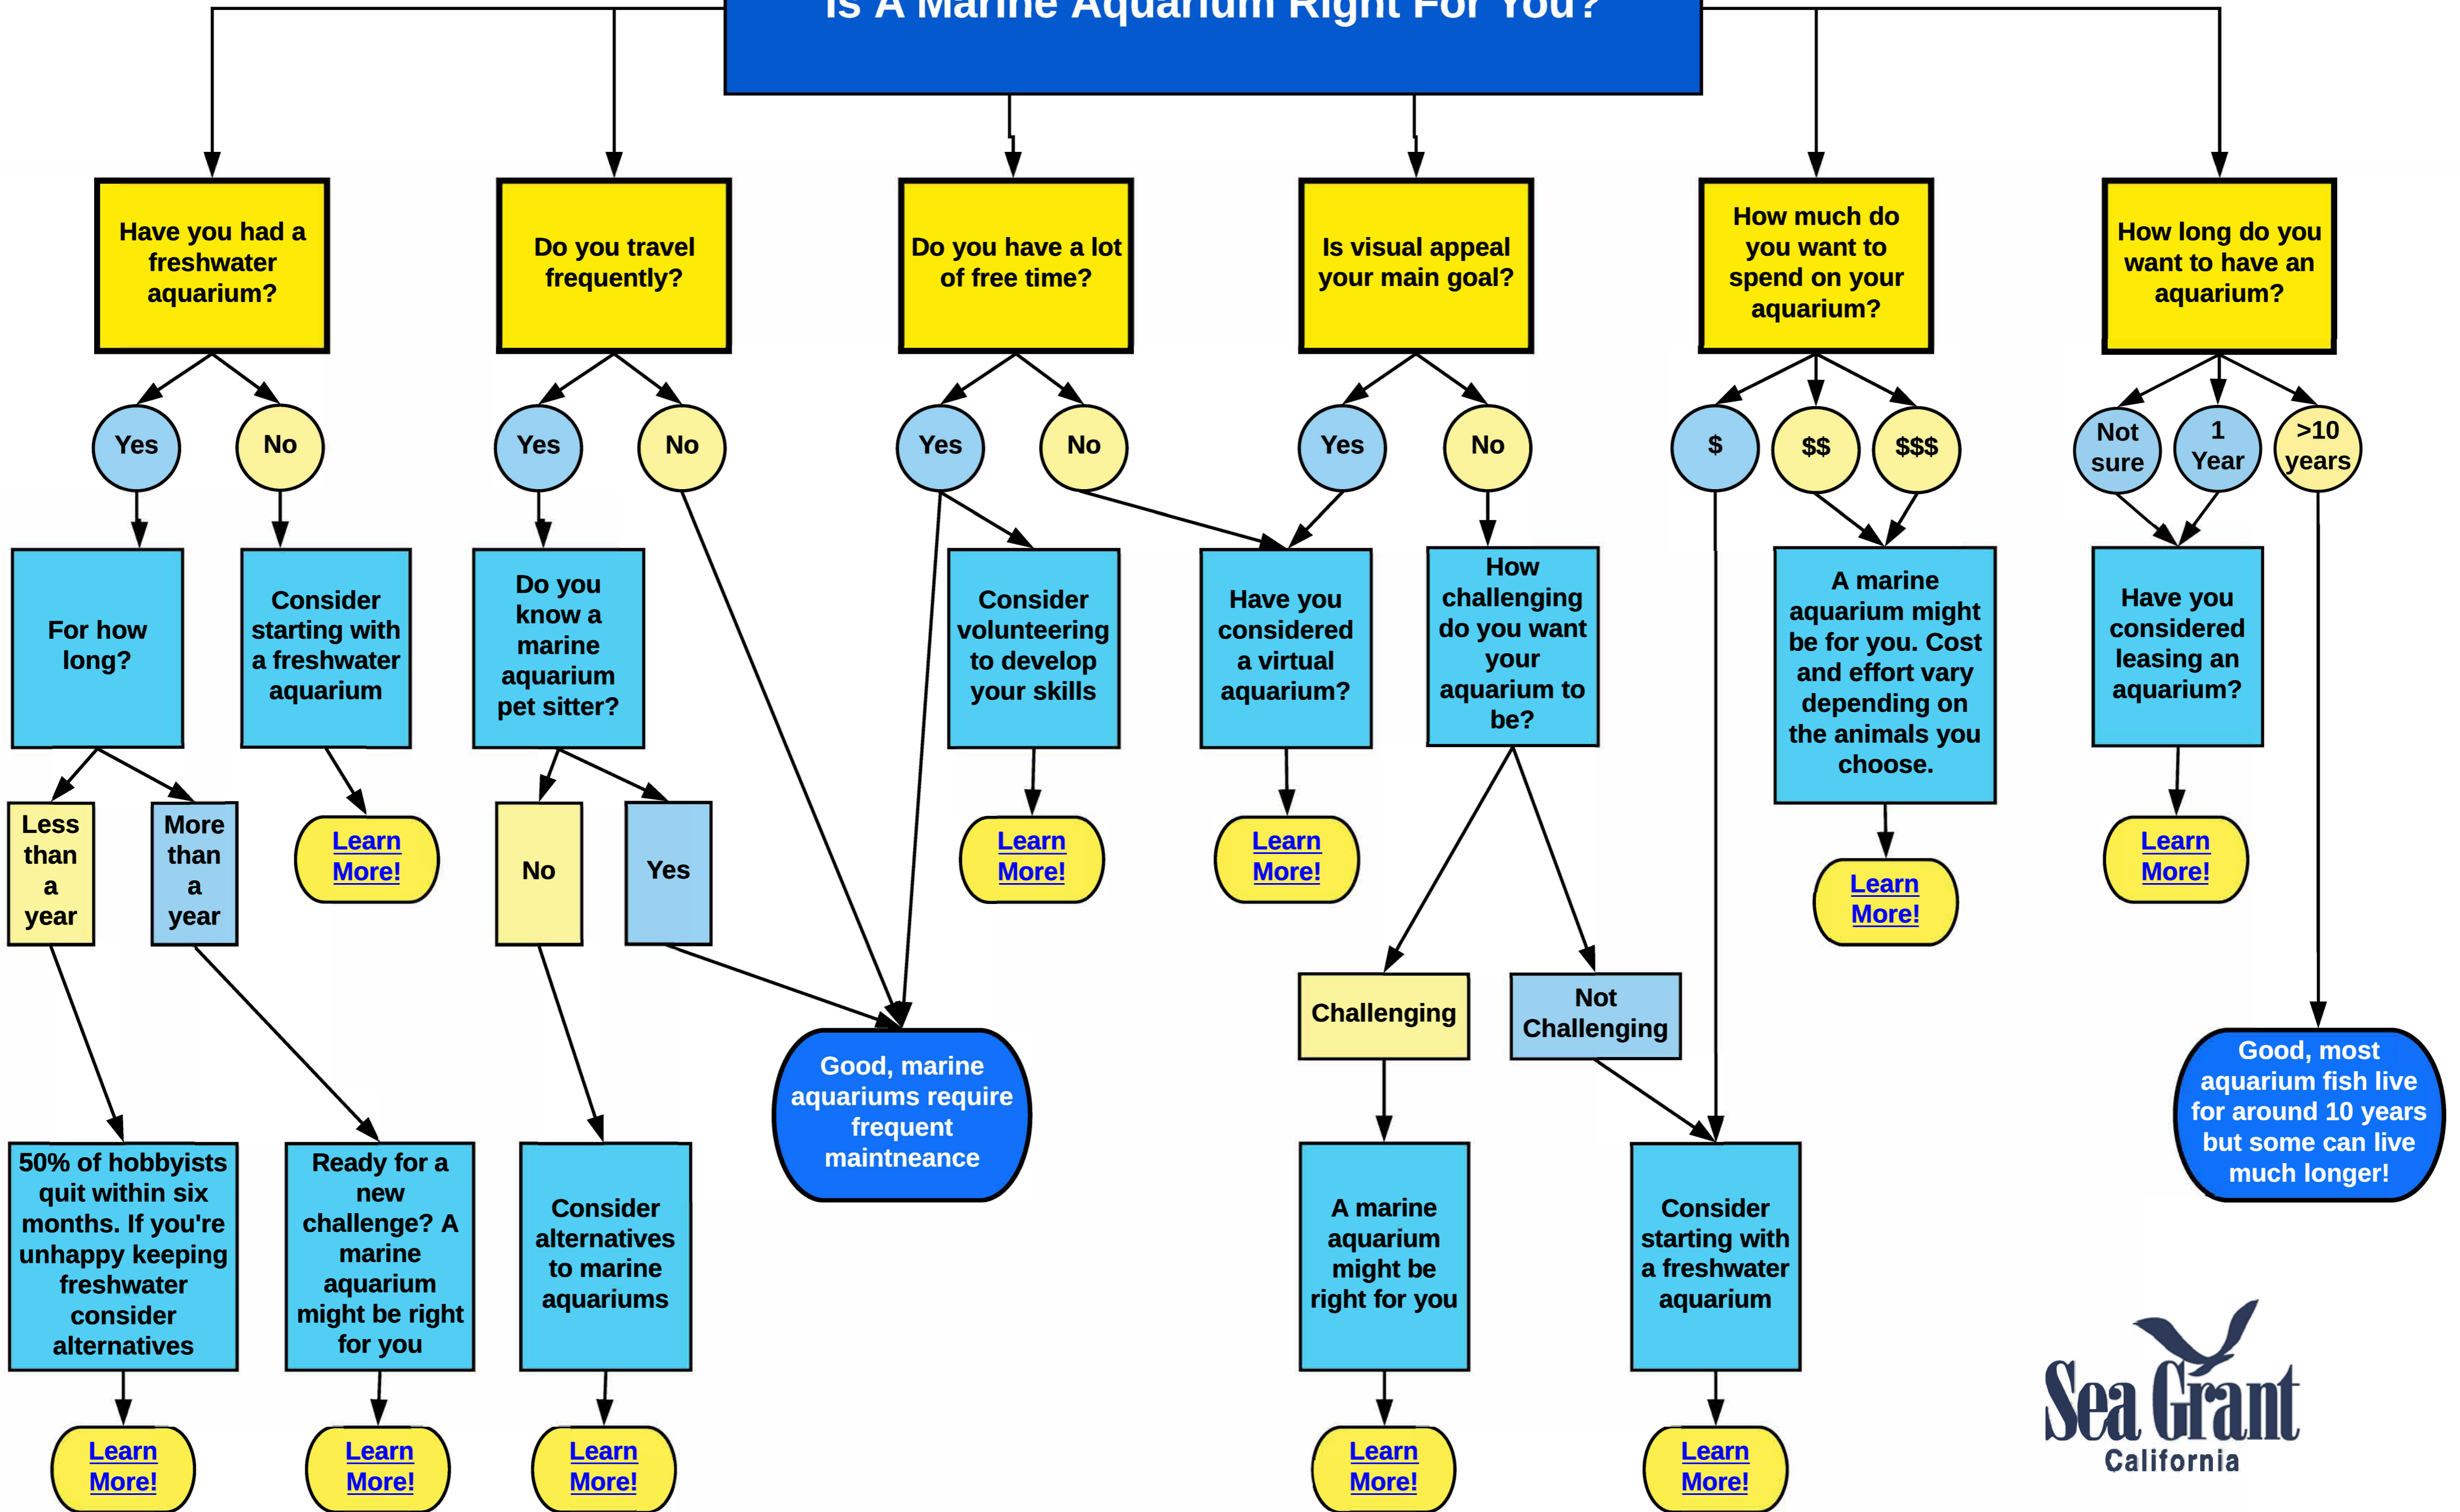 Is A Marine Aquarium Right For You?
Have you had a
freshwater
aquarium?
Do you travel
frequently?
Do you have a lot
of free time?
Is visual appeal
your main goal?
How much do
you want to
spend on your
aquarium?
How long do you
want to have an
aquarium?
Yes
No
Yes
No
Yes
No
Yes
No
$
$$
$$$
Not
sure
1
Year
>10
years
For how
long?
Consider
starting with
a freshwater
aquarium
Do you
know a
marine
aquarium
pet sitter?
Consider
volunteering
to develop
your skills
Have you
considered
a virtual
aquarium?
How
challenging
do you want
your
aquarium to
be?
A marine
aquarium might
be for you. Cost
and effort vary
depending on
the animals you
choose.
Have you
considered
leasing an
aquarium?
Less
than
a
year
More
than
a
year
Learn
More!
No
Yes
Learn
More!
Learn
More!
Learn
More!
Learn
More!
Challenging
Not
Challenging
Good, marine
aquariums require
frequent
maintneance
Good, most
aquarium fish live
for around 10 years
but some can live
much longer!
50% of hobbyists
quit within six
months. If you're
unhappy keeping
freshwater
consider
alternatives
Ready for a
new
challenge? A
marine
aquarium
might be right
for you
Consider
alternatives
to marine
aquariums
A marine
aquarium
might be
right for you
Consider
starting with
a freshwater
aquarium
Learn
More!
Learn
More!
Learn
More!
Learn
More!
Learn
More!
Sea Grant
California